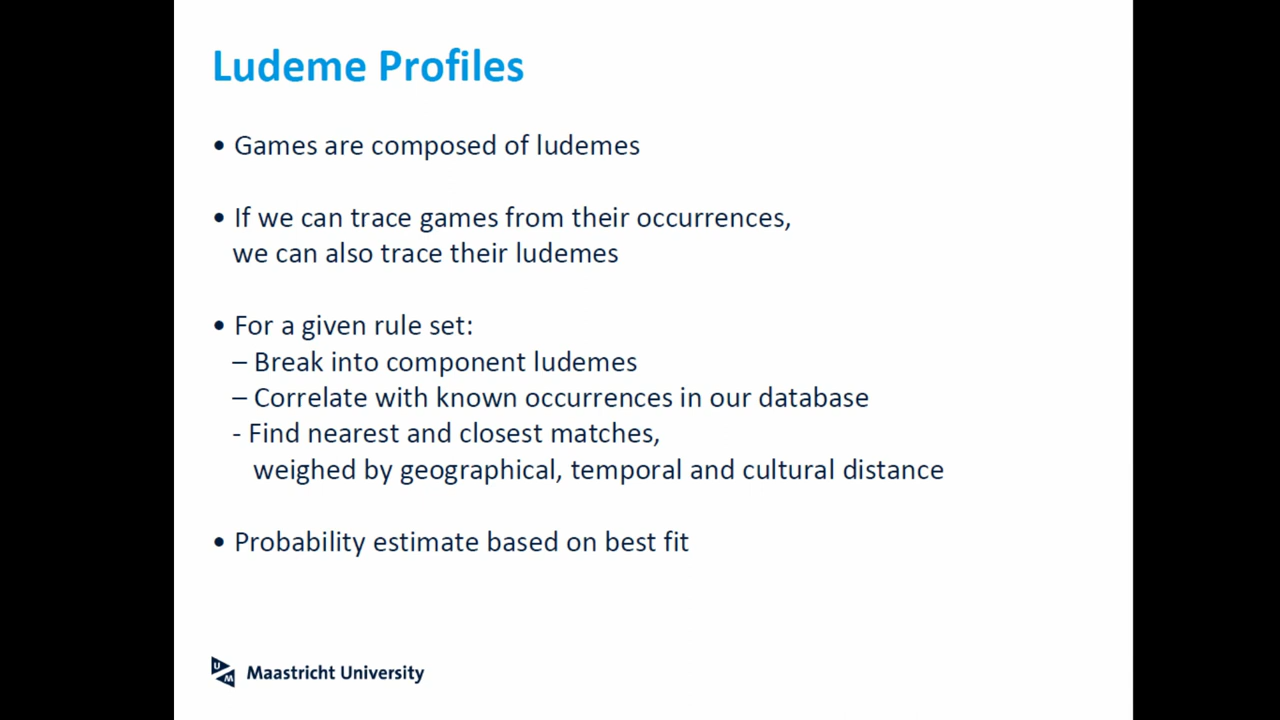 Ludeme Profiles
• Games are composed of ludemes
• If we can trace games from their occurrences,
we can also trace their ludemes
• For a given rule set:
– Break into component ludemes
– Correlate with known occurrences in our database
- Find nearest and closest matches,
weighed by geographical, temporal and cultural distance
• Probability estimate based on best fit
UM Maastricht University